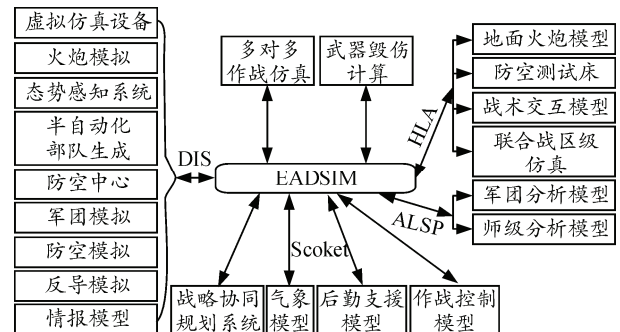 虚拟仿真设备
火炮模拟
态势感知系统
半自动化
部队生成
防空中心
军团模拟
防空模拟
反导模拟
情报模型
DIS
多对多
作战仿真
武器毁伤
计算
EADSIM
HLA
ALSP
Scoket
地面火炮模型
防空测试床
战术交互模型
联合战区级
仿真
军团分析模型
师级分析模型
战略协同
规划系统
气象
模型
后勤支援
模型
作战控制
模型